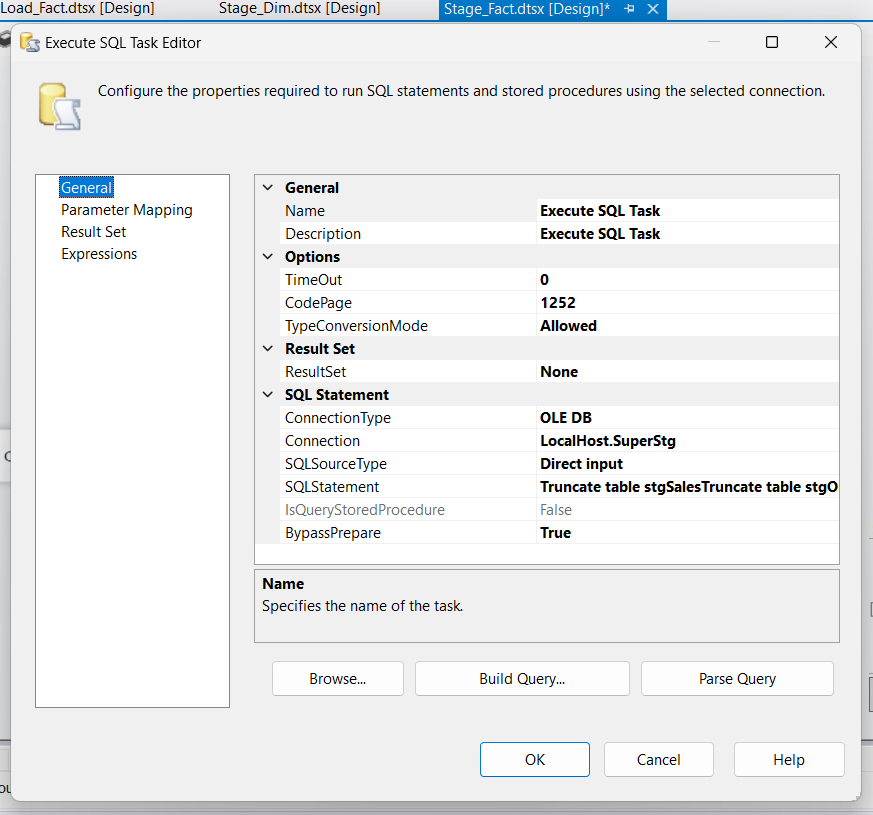 Load_Fact.dtsx [Design]
Stage_Dim.dtsx [Design]
Stage_Fact.dtsx [Design]*
Execute SQL Task Editor
Configure the properties required to run SQL statements and stored procedures using the selected connection.
General
Parameter Mapping
Result Set
Expressions
General
Name Execute SQL Task
Description Execute SQL Task
Options
TimeOut 0
CodePage 1252
TypeConversionMode Allowed
Result Set
ResultSet None
SQL Statement
ConnectionType OLE DB
Connection LocalHost.SuperStg
SQLSourceType Direct input
SQLStatement Truncate table stgSalesTruncate table stgO
IsQueryStoredProcedure False
BypassPrepare True
Name
Specifies the name of the task.
Browse...
Build Query...
Parse Query
OK
Cancel
Help